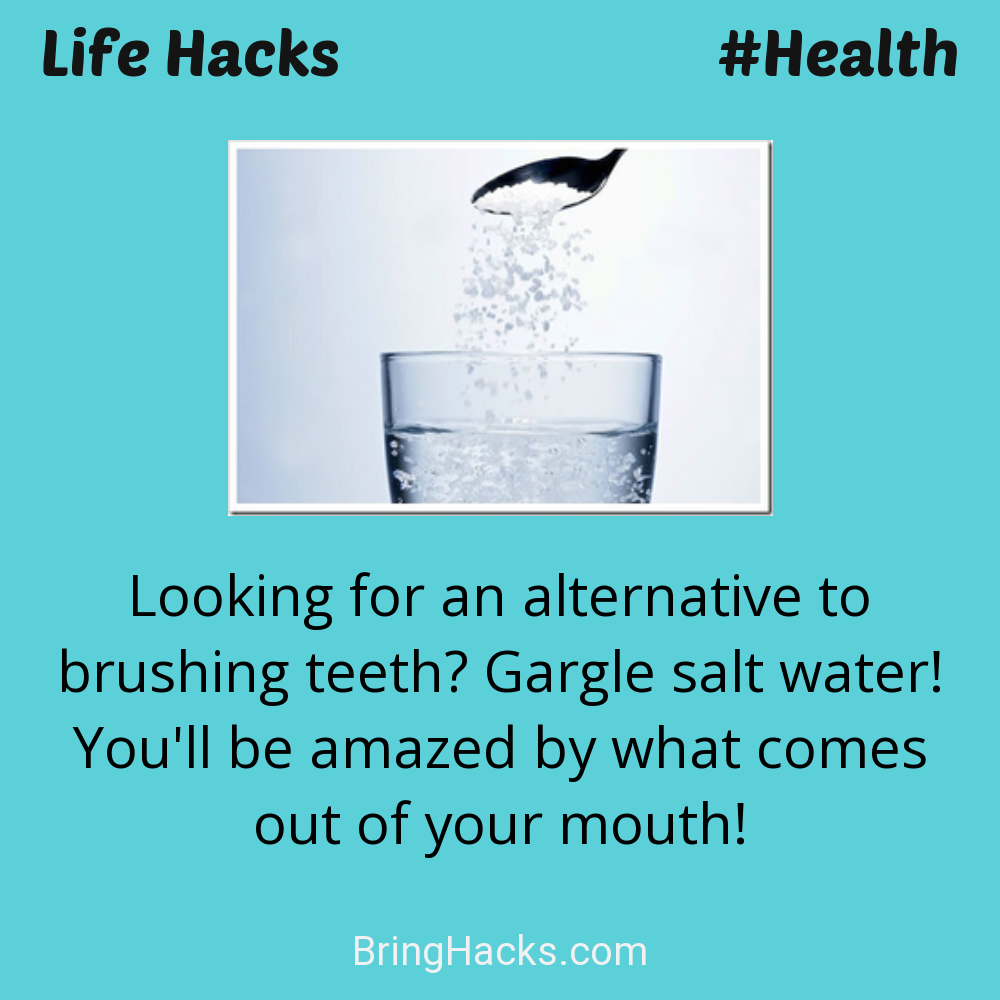 Life Hacks
#Health
Looking for an alternative to
brushing teeth? Gargle salt water!
You'll be amazed by what comes
out of your mouth!
BringHacks.com